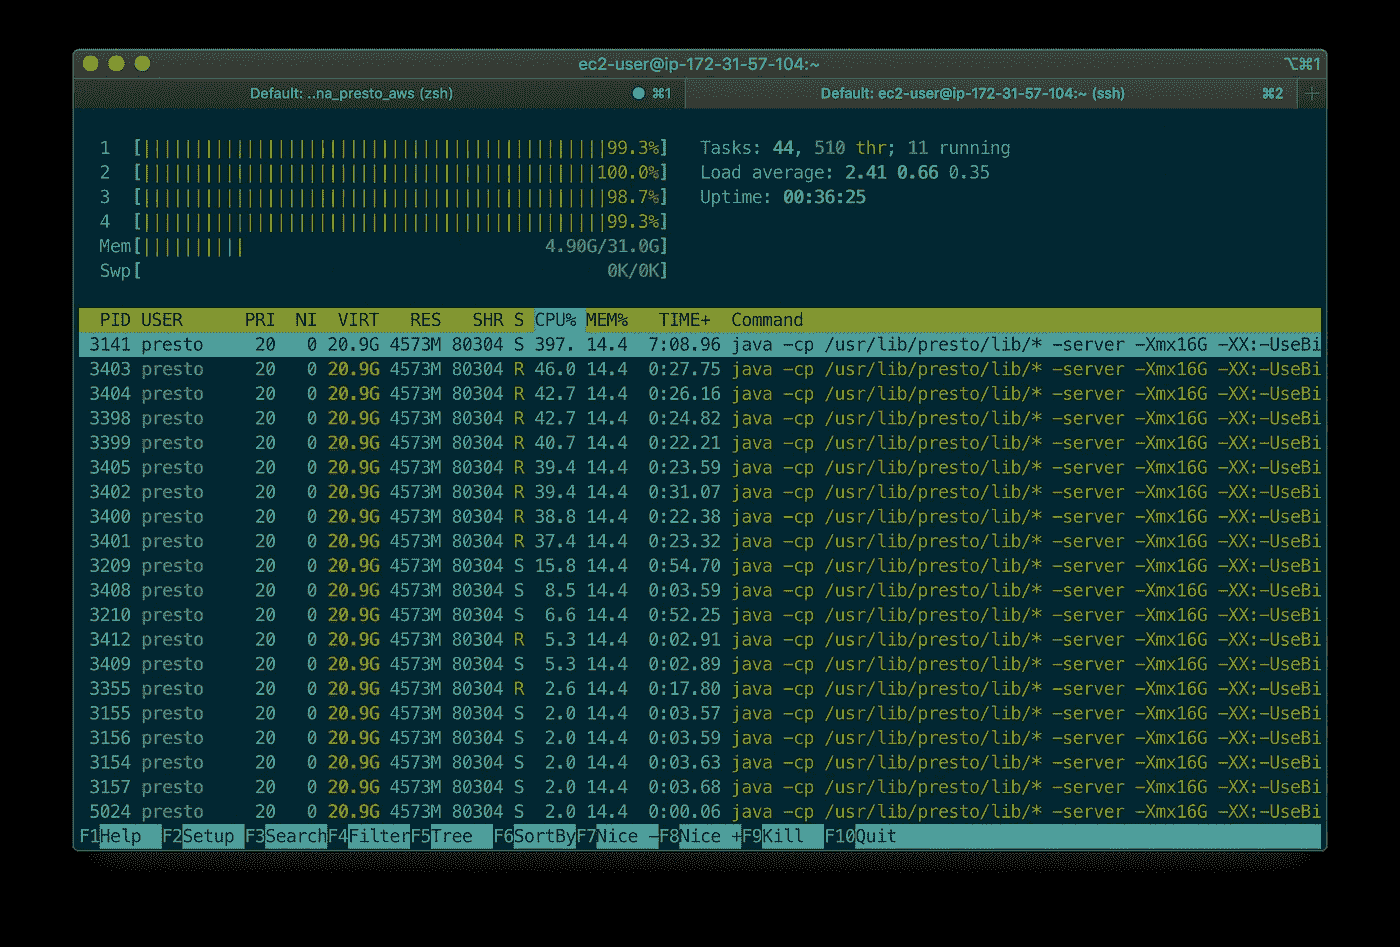 ec2-user@ip-172-31-57-104:~ ⌥⌘1
Default: ..na_presto_aws (zsh) ⌘1 Default: ec2-user@ip-172-31-57-104:~ (ssh) ⌘2 +
1 [||||||||||||||||||||||||||||||||||||||||||||99.3%] Tasks: 44, 510 thr; 11 running
2 [|||||||||||||||||||||||||||||||||||||||||||100.0%] Load average: 2.41 0.66 0.35
3 [||||||||||||||||||||||||||||||||||||||||||||98.7%] Uptime: 00:36:25
4 [||||||||||||||||||||||||||||||||||||||||||||99.3%]
Mem[|||||||||| 4.90G/31.0G]
Swp[ 0K/0K]
PID USER PRI NI VIRT RES SHR S CPU% MEM% TIME+ Command
3141 presto 20 0 20.9G 4573M 80304 S 397. 14.4 7:08.96 java -cp /usr/lib/presto/lib/* -server -Xmx16G -XX:-UseBi
3403 presto 20 0 20.9G 4573M 80304 R 46.0 14.4 0:27.75 java -cp /usr/lib/presto/lib/* -server -Xmx16G -XX:-UseBi
3404 presto 20 0 20.9G 4573M 80304 R 42.7 14.4 0:26.16 java -cp /usr/lib/presto/lib/* -server -Xmx16G -XX:-UseBi
3398 presto 20 0 20.9G 4573M 80304 R 42.7 14.4 0:24.82 java -cp /usr/lib/presto/lib/* -server -Xmx16G -XX:-UseBi
3399 presto 20 0 20.9G 4573M 80304 R 40.7 14.4 0:22.21 java -cp /usr/lib/presto/lib/* -server -Xmx16G -XX:-UseBi
3405 presto 20 0 20.9G 4573M 80304 R 39.4 14.4 0:23.59 java -cp /usr/lib/presto/lib/* -server -Xmx16G -XX:-UseBi
3402 presto 20 0 20.9G 4573M 80304 R 39.4 14.4 0:31.07 java -cp /usr/lib/presto/lib/* -server -Xmx16G -XX:-UseBi
3400 presto 20 0 20.9G 4573M 80304 R 38.8 14.4 0:22.38 java -cp /usr/lib/presto/lib/* -server -Xmx16G -XX:-UseBi
3401 presto 20 0 20.9G 4573M 80304 R 37.4 14.4 0:23.32 java -cp /usr/lib/presto/lib/* -server -Xmx16G -XX:-UseBi
3209 presto 20 0 20.9G 4573M 80304 S 15.8 14.4 0:54.70 java -cp /usr/lib/presto/lib/* -server -Xmx16G -XX:-UseBi
3408 presto 20 0 20.9G 4573M 80304 S 8.5 14.4 0:03.59 java -cp /usr/lib/presto/lib/* -server -Xmx16G -XX:-UseBi
3210 presto 20 0 20.9G 4573M 80304 S 6.6 14.4 0:52.25 java -cp /usr/lib/presto/lib/* -server -Xmx16G -XX:-UseBi
3412 presto 20 0 20.9G 4573M 80304 R 5.3 14.4 0:02.91 java -cp /usr/lib/presto/lib/* -server -Xmx16G -XX:-UseBi
3409 presto 20 0 20.9G 4573M 80304 S 5.3 14.4 0:02.89 java -cp /usr/lib/presto/lib/* -server -Xmx16G -XX:-UseBi
3355 presto 20 0 20.9G 4573M 80304 R 2.6 14.4 0:17.80 java -cp /usr/lib/presto/lib/* -server -Xmx16G -XX:-UseBi
3155 presto 20 0 20.9G 4573M 80304 S 2.0 14.4 0:03.57 java -cp /usr/lib/presto/lib/* -server -Xmx16G -XX:-UseBi
3156 presto 20 0 20.9G 4573M 80304 S 2.0 14.4 0:03.59 java -cp /usr/lib/presto/lib/* -server -Xmx16G -XX:-UseBi
3154 presto 20 0 20.9G 4573M 80304 S 2.0 14.4 0:03.63 java -cp /usr/lib/presto/lib/* -server -Xmx16G -XX:-UseBi
3157 presto 20 0 20.9G 4573M 80304 S 2.0 14.4 0:03.68 java -cp /usr/lib/presto/lib/* -server -Xmx16G -XX:-UseBi
5024 presto 20 0 20.9G 4573M 80304 S 2.0 14.4 0:00.06 java -cp /usr/lib/presto/lib/* -server -Xmx16G -XX:-UseBi
F1Help F2Setup F3SearchF4FilterF5Tree F6SortByF7Nice -F8Nice +F9Kill F10Quit